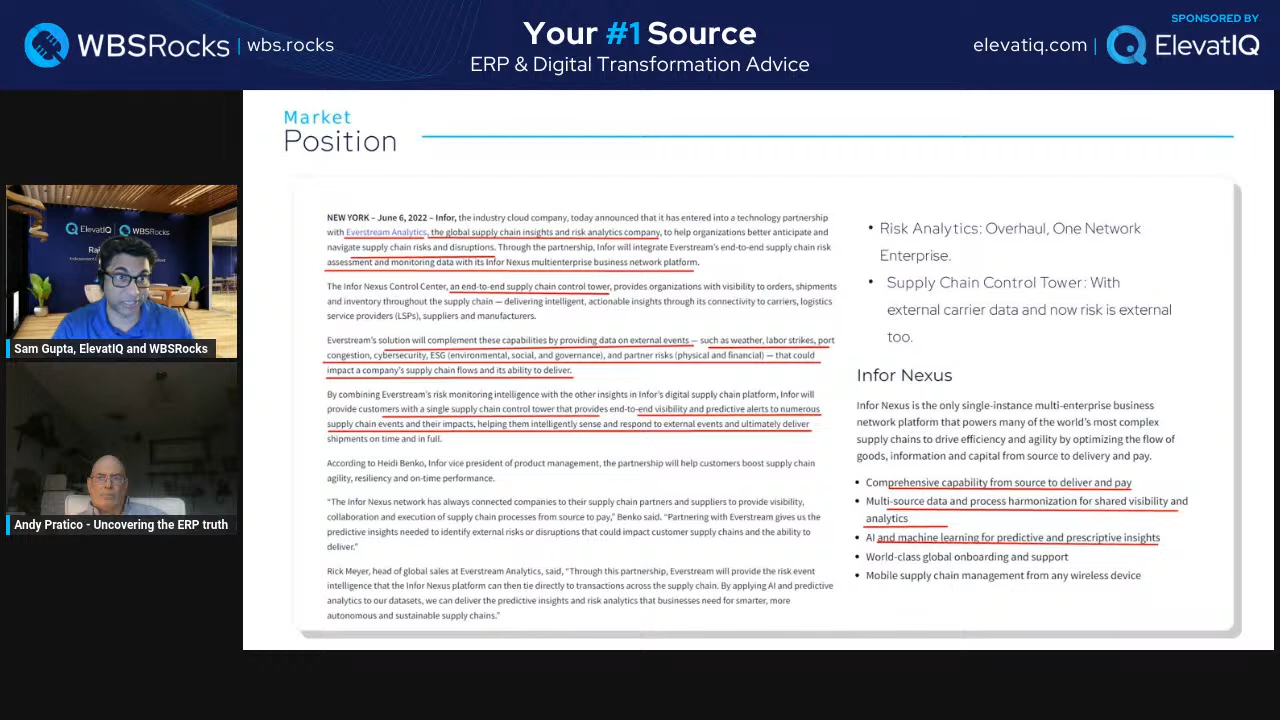 WBSRocks | wbs.rocks
Your #1 Source
ERP & Digital Transformation Advice
SPONSORED BY
elevatiq.com | ElevatIQ
Market
Position
NEW YORK – June 6, 2022 – Infor, the industry cloud company, today announced that it has entered into a technology partnership
with Everstream Analytics, the global supply chain insights and risk analytics company, to help organizations better anticipate and
navigate supply chain risks and disruptions. Through the partnership, Infor will integrate Everstream's end-to-end supply chain risk
assessment and monitoring data with its Infor Nexus multienterprise business network platform.
The Infor Nexus Control Center, an end-to-end supply chain control tower, provides organizations with visibility to orders, shipments
and inventory throughout the supply chain — delivering intelligent, actionable insights through its connectivity to carriers, logistics
service providers (LSPs), suppliers and manufacturers.
Everstream's solution will complement these capabilities by providing data on external events — such as weather, labor strikes, port
congestion, cybersecurity, ESG (environmental, social, and governance), and partner risks (physical and financial) — that could
impact a company's supply chain flows and its ability to deliver.
By combining Everstream's risk monitoring intelligence with the other insights in Infor's digital supply chain platform, Infor will
provide customers with a single supply chain control tower that provides end-to-end visibility and predictive alerts to numerous
supply chain events and their impacts, helping them intelligently sense and respond to external events and ultimately deliver
shipments on time and in full.
According to Heidi Benko, Infor vice president of product management, the partnership will help customers boost supply chain
agility, resiliency and on-time performance.
“The Infor Nexus network has always connected companies to their supply chain partners and suppliers to provide visibility,
collaboration and execution of supply chain processes from source to pay,” Benko said. “Partnering with Everstream gives us the
predictive insights needed to identify external risks or disruptions that could impact customer supply chains and the ability to
deliver.”
Rick Meyer, head of global sales at Everstream Analytics, said, “Through this partnership, Everstream will provide the risk event
intelligence that the Infor Nexus platform can then tie directly to transactions across the supply chain. By applying AI and predictive
analytics to our datasets, we can deliver the predictive insights and risk analytics that businesses need for smarter, more
autonomous and sustainable supply chains.”
• Risk Analytics: Overhaul, One Network
Enterprise.
• Supply Chain Control Tower: With
external carrier data and now risk is external
too.
Infor Nexus
Infor Nexus is the only single-instance multi-enterprise business
network platform that powers many of the world's most complex
supply chains to drive efficiency and agility by optimizing the flow of
goods, information and capital from source to delivery and pay.
• Comprehensive capability from source to deliver and pay
• Multi-source data and process harmonization for shared visibility and
analytics
• AI and machine learning for predictive and prescriptive insights
• World-class global onboarding and support
• Mobile supply chain management from any wireless device
ElevatIQ WBSRocks
Sam Gupta, ElevatIQ and WBSRocks
Andy Pratico - Uncovering the ERP truth